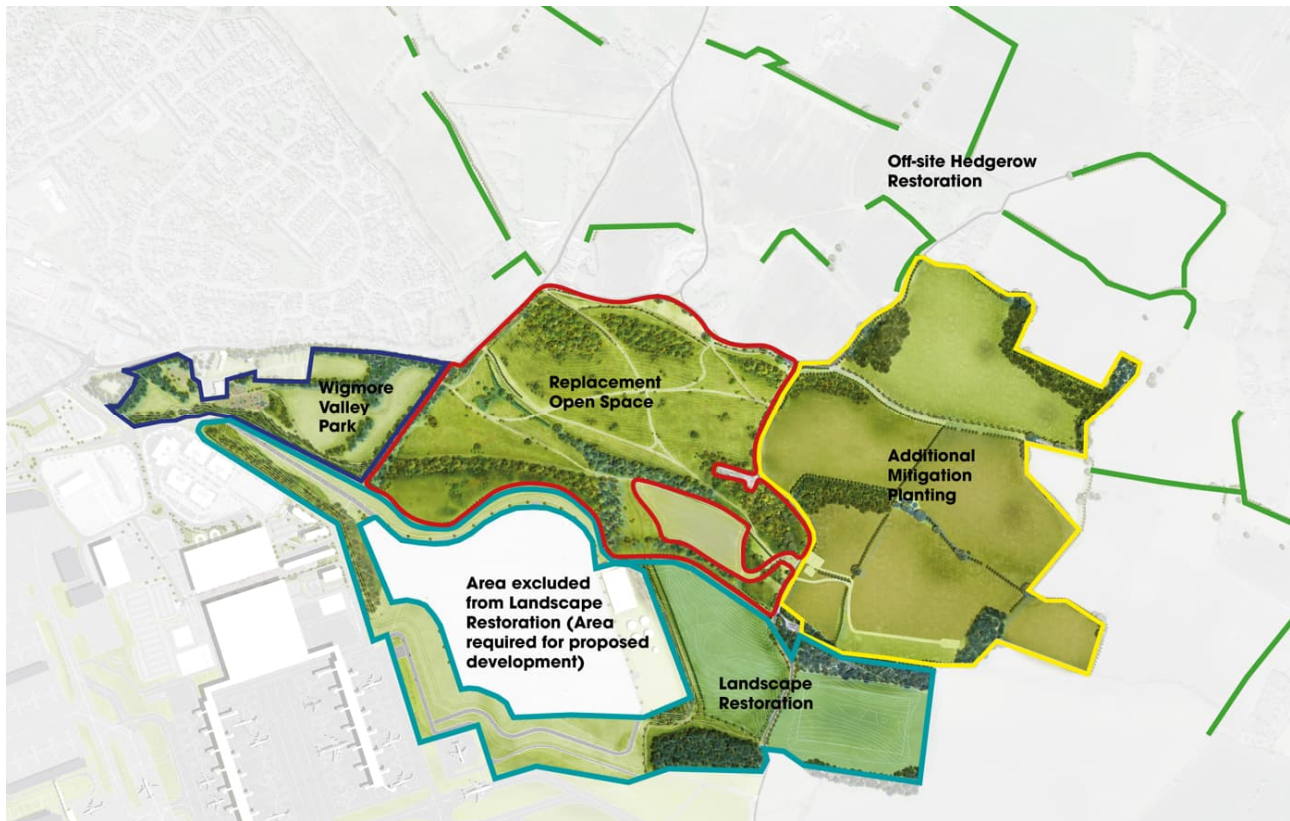 Off-site Hedgerow
Restoration
Wigmore
Valley
Park
Replacement
Open Space
Additional
Mitigation
Planting
Area excluded
from Landscape
Restoration (Area
required for proposed
development)
Landscape
Restoration